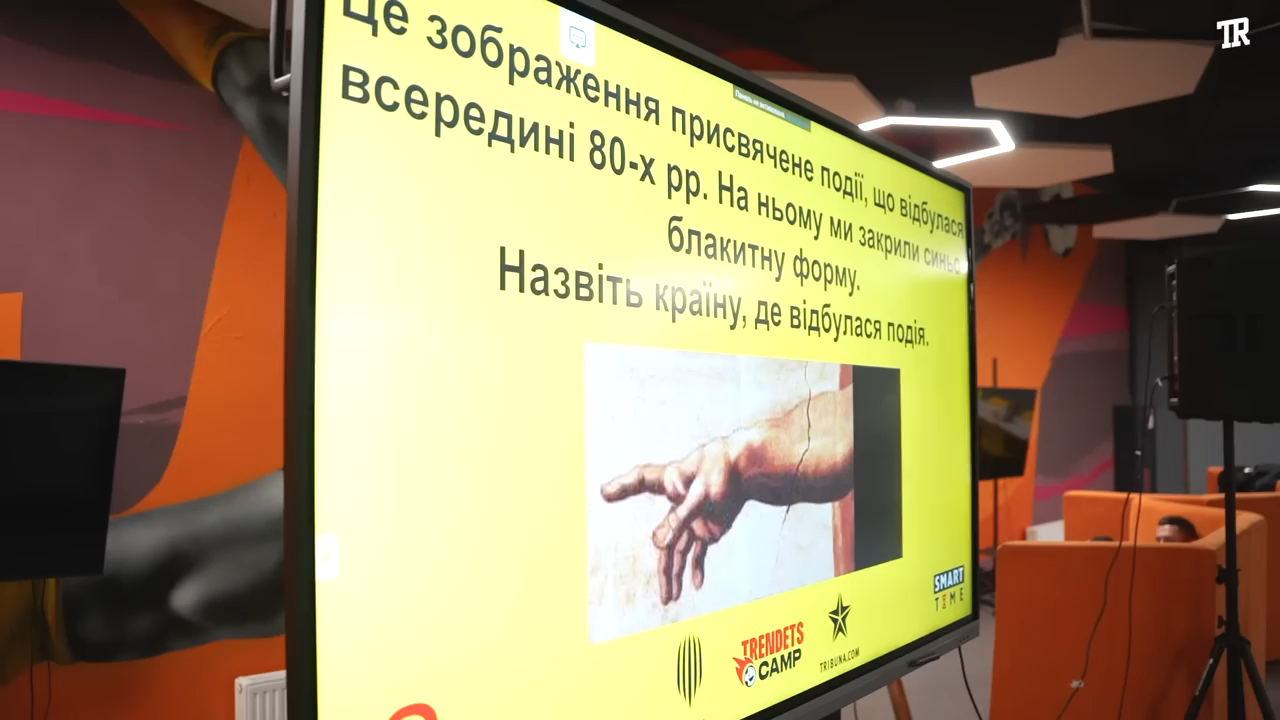 TR
Це зображення присвячене події, що відбулася
всередині 80-х рр. На ньому ми закрили синьо
блакитну форму.
Назвіть країну, де відбулася подія.
SMART
TIME
TRENDETS
CAMP
TRIBUNA.COM